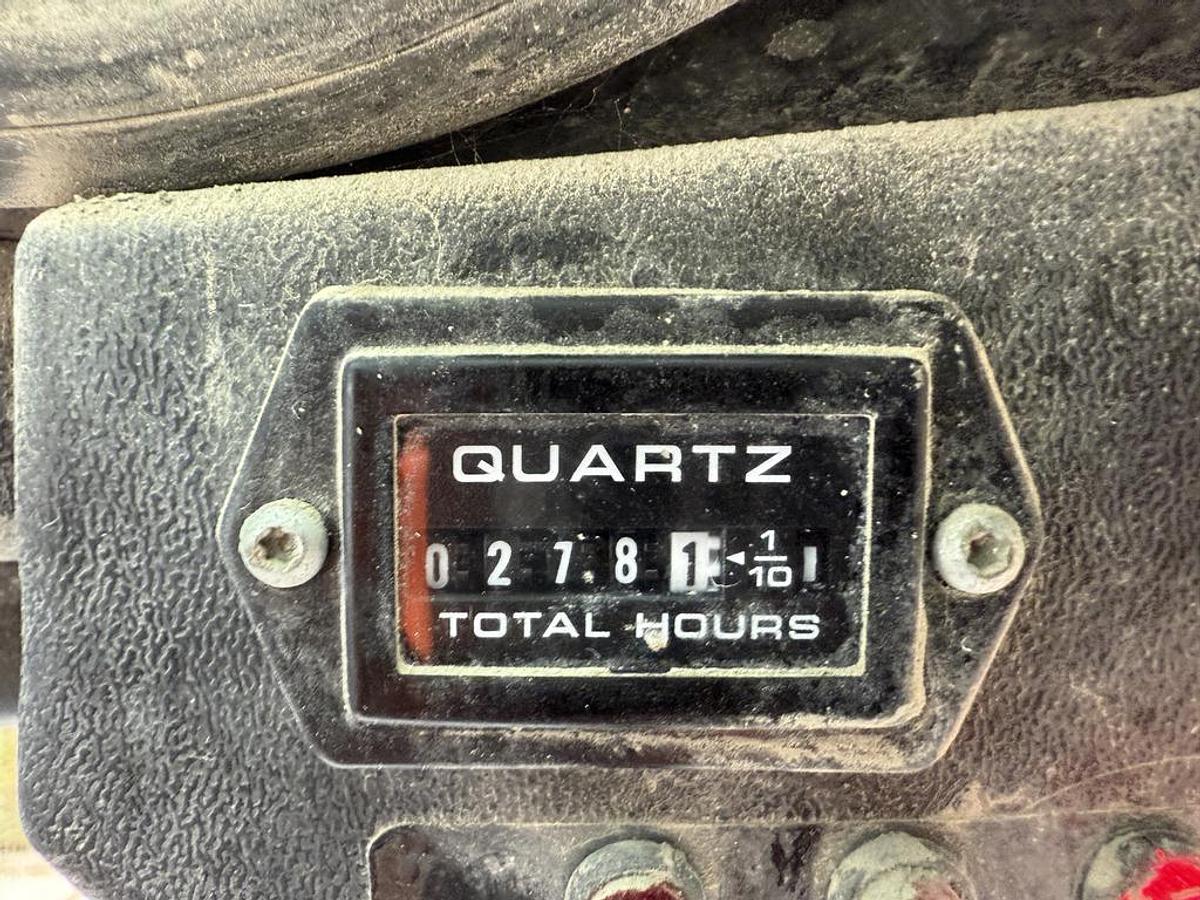 QUARTZ
0 2 7 8 1 ◄ 1/10
TOTAL HOURS